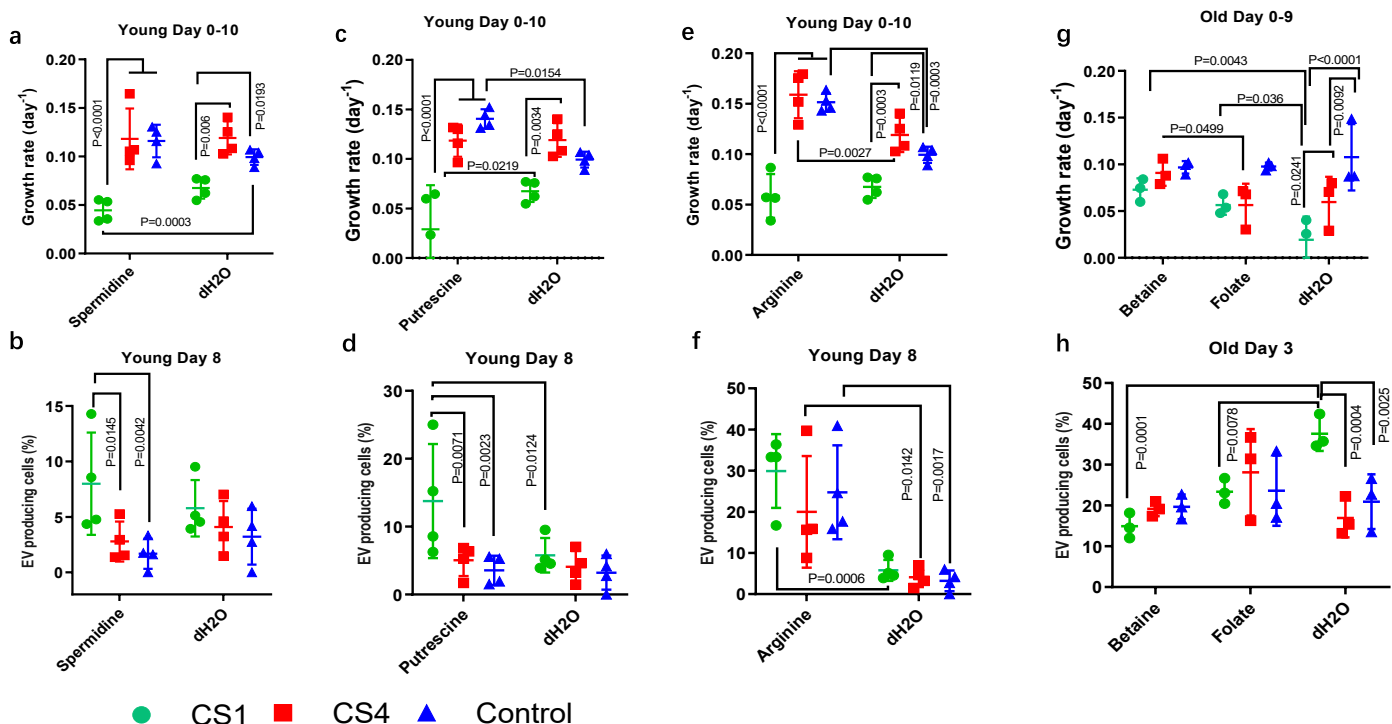 a
Young Day 0-10
Growth rate (day-1)
0.20
0.15
0.10
0.05
0.00
P<0.0001
P=0.006
P=0.0193
P=0.0003
Spermidine
dH2O
c
Young Day 0-10
Growth rate (day-1)
0.20
0.15
0.10
0.05
0.00
P<0.0001
P=0.0154
P=0.0034
P=0.0219
Putrescine
dH2O
e
Young Day 0-10
Growth rate (day-1)
0.20
0.15
0.10
0.05
0.00
P<0.0001
P=0.0003
P=0.0119
P=0.0003
P=0.0027
Arginine
dH2O
g
Old Day 0-9
Growth rate (day-1)
0.20
0.15
0.10
0.05
0.00
P=0.0043
P<0.0001
P=0.036
P=0.0092
P=0.0499
P=0.0241
Betaine
Folate
dH2O
b
Young Day 8
EV producing cells (%)
15
10
5
0
P=0.0145
P=0.0042
Spermidine
dH2O
d
Young Day 8
EV producing cells (%)
30
20
10
0
P=0.0071
P=0.0023
P=0.0124
Putrescine
dH2O
f
Young Day 8
EV producing cells (%)
50
40
30
20
10
0
P=0.0142
P=0.0017
P=0.0006
Arginine
dH2O
h
Old Day 3
EV producing cells (%)
50
40
30
20
10
0
P=0.0001
P=0.0078
P=0.0004
P=0.0025
Betaine
Folate
dH2O
CS1 CS4 Control